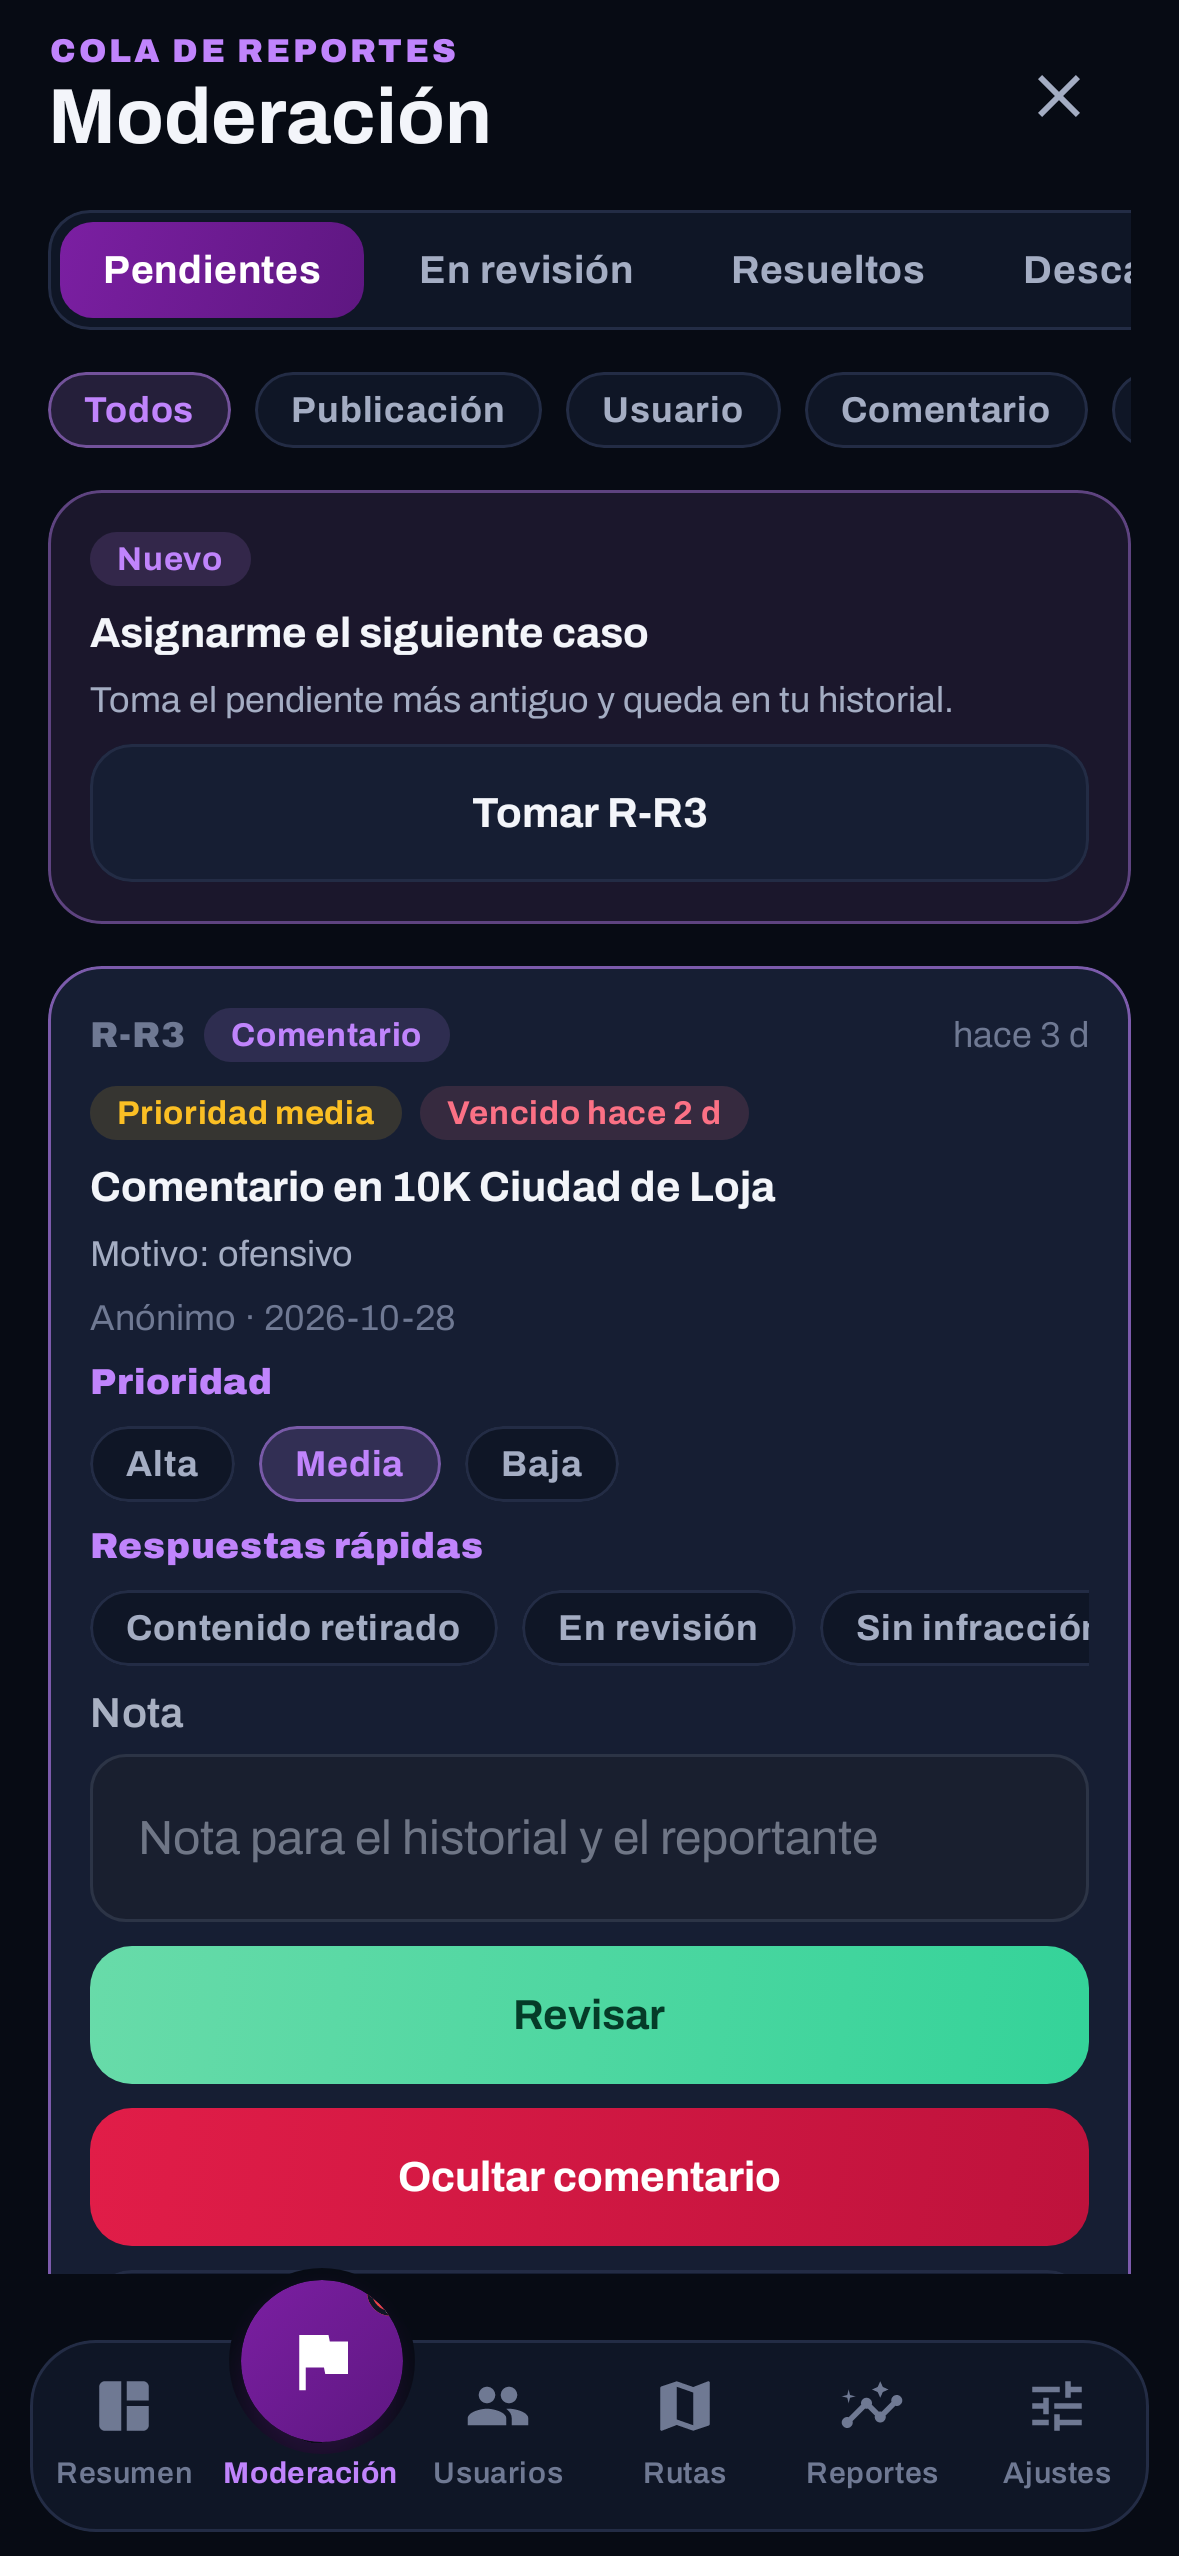 COLA DE REPORTES
Moderación
Pendientes En revisión Resueltos Desca
Todos Publicación Usuario Comentario
Nuevo
Asignarme el siguiente caso
Toma el pendiente más antiguo y queda en tu historial.
Tomar R-R3
R-R3 Comentario hace 3 d
Prioridad media Vencido hace 2 d
Comentario en 10K Ciudad de Loja
Motivo: ofensivo
Anónimo · 2026-10-28
Prioridad
Alta Media Baja
Respuestas rápidas
Contenido retirado En revisión Sin infracción
Nota
Nota para el historial y el reportante
Revisar
Ocultar comentario
Resumen Moderación Usuarios Rutas Reportes Ajustes